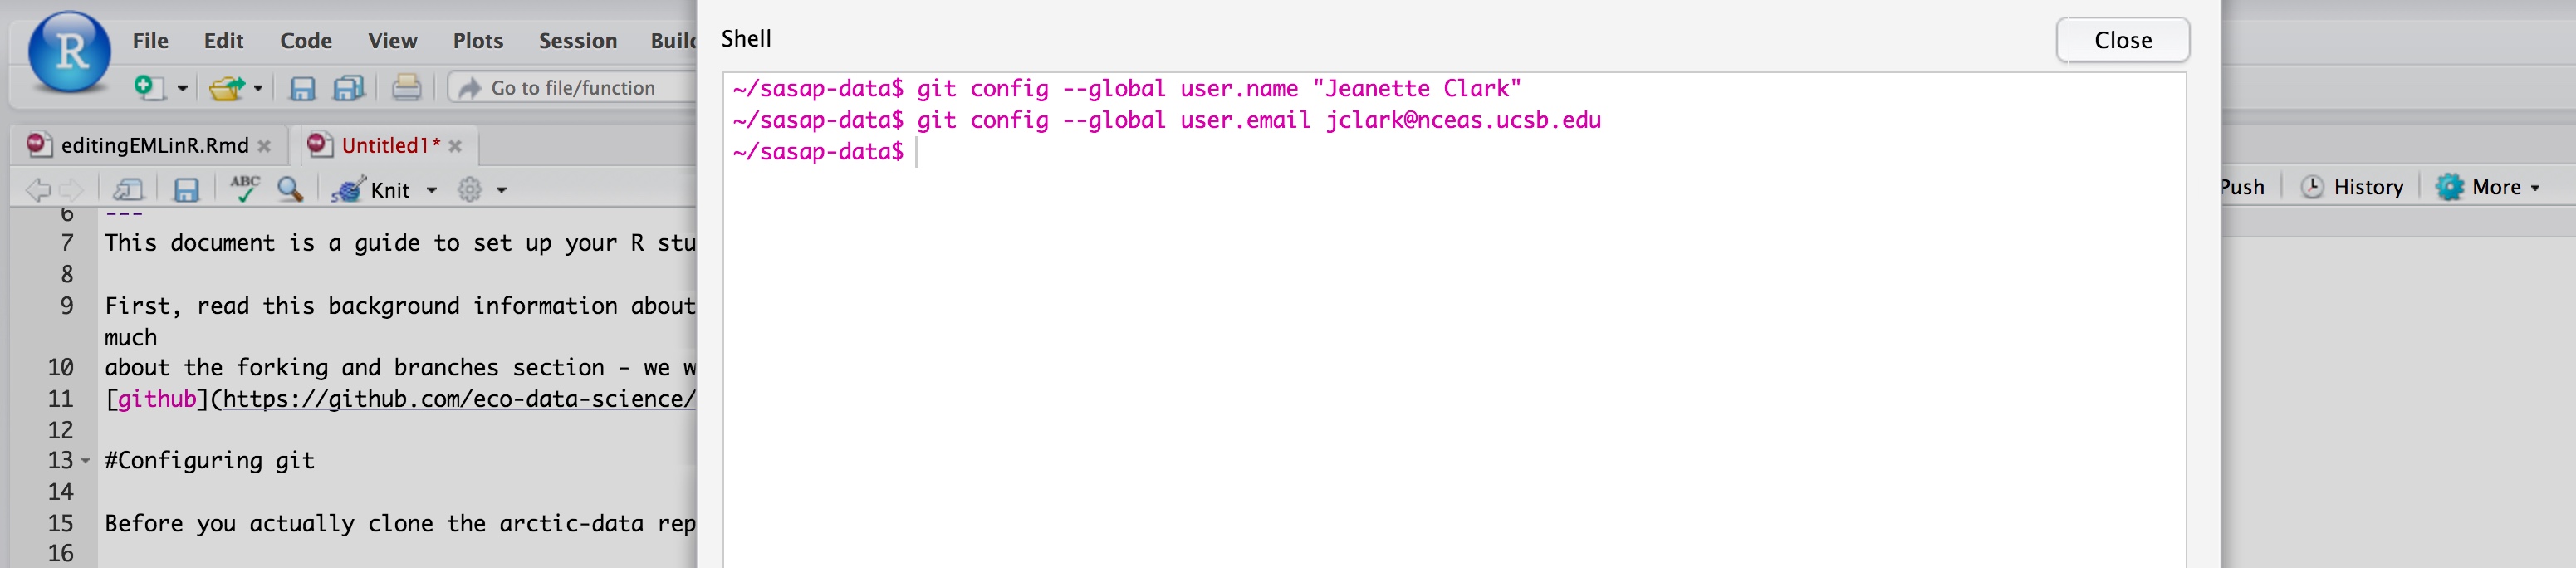 R
File Edit Code View Plots Session Build
Go to file/function
editingEMLinR.Rmd Untitled1*
ABC Knit
6 ---
7 This document is a guide to set up your R stu
8
9 First, read this background information about
much
10 about the forking and branches section - we w
11 [github](https://github.com/eco-data-science/
12
13 #Configuring git
14
15 Before you actually clone the arctic-data rep
16
Shell
Close
~/sasap-data$ git config --global user.name "Jeanette Clark"
~/sasap-data$ git config --global user.email jclark@nceas.ucsb.edu
~/sasap-data$
Push History More